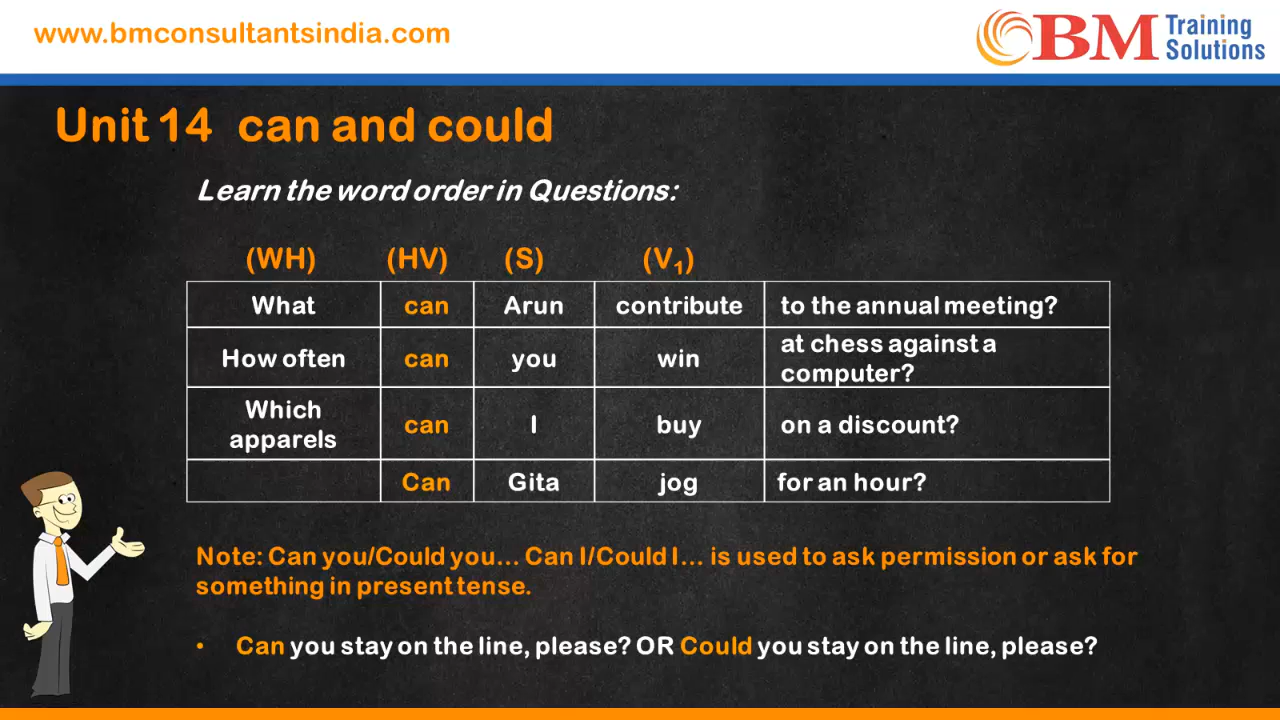 www.bmconsultantsindia.com
BM Training Solutions
Unit 14 can and could
Learn the word order in Questions:
(WH) (HV) (S) (V₁)
What can Arun contribute to the annual meeting?
How often can you win at chess against a computer?
Which apparels can I buy on a discount?
Can Gita jog for an hour?
Note: Can you/Could you... Can I/Could I... is used to ask permission or ask for
something in present tense.
• Can you stay on the line, please? OR Could you stay on the line, please?